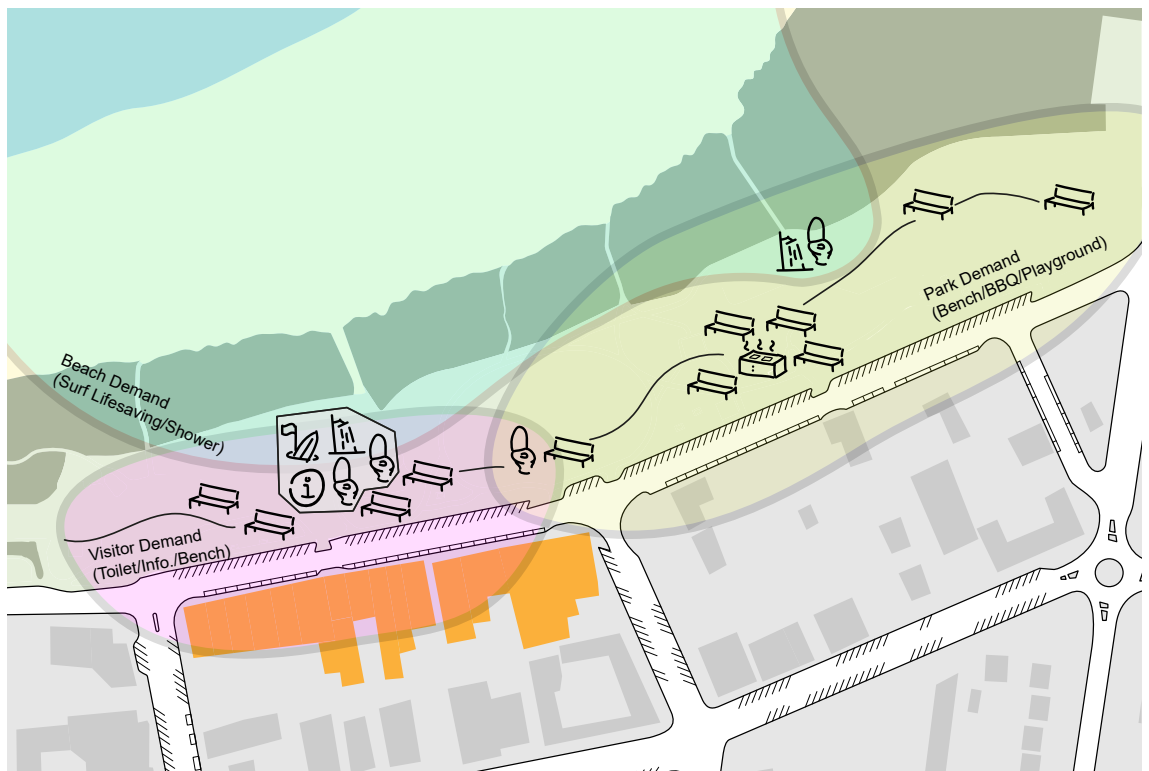 Beach Demand
(Surf Lifesaving/Shower)
Park Demand
(Bench/BBQ/Playground)
i
Visitor Demand
(Toilet/Info./Bench)